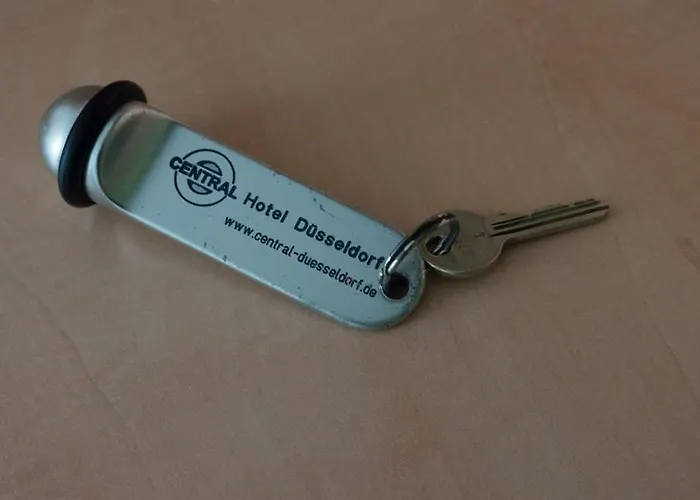 CENTRAL Hotel Düsseldorf
www.central-duesseldorf.de